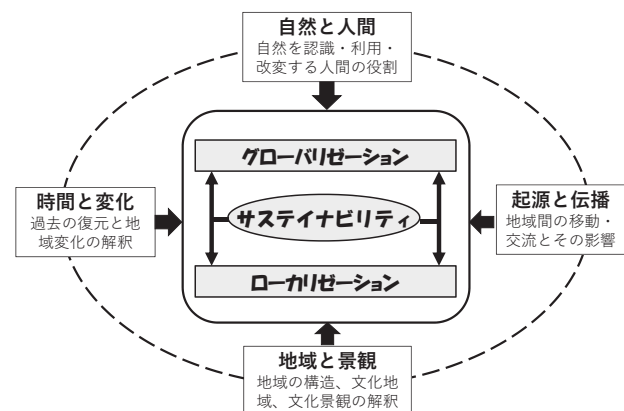 自然と人間
自然を認識・利用・
改変する人間の役割
グローバリゼーション
時間と変化
過去の復元と地
域変化の解釈
サステイナビリティ
起源と伝播
地域間の移動・
交流とその影響
ローカリゼーション
地域と景観
地域の構造、文化地
域、文化景観の解釈